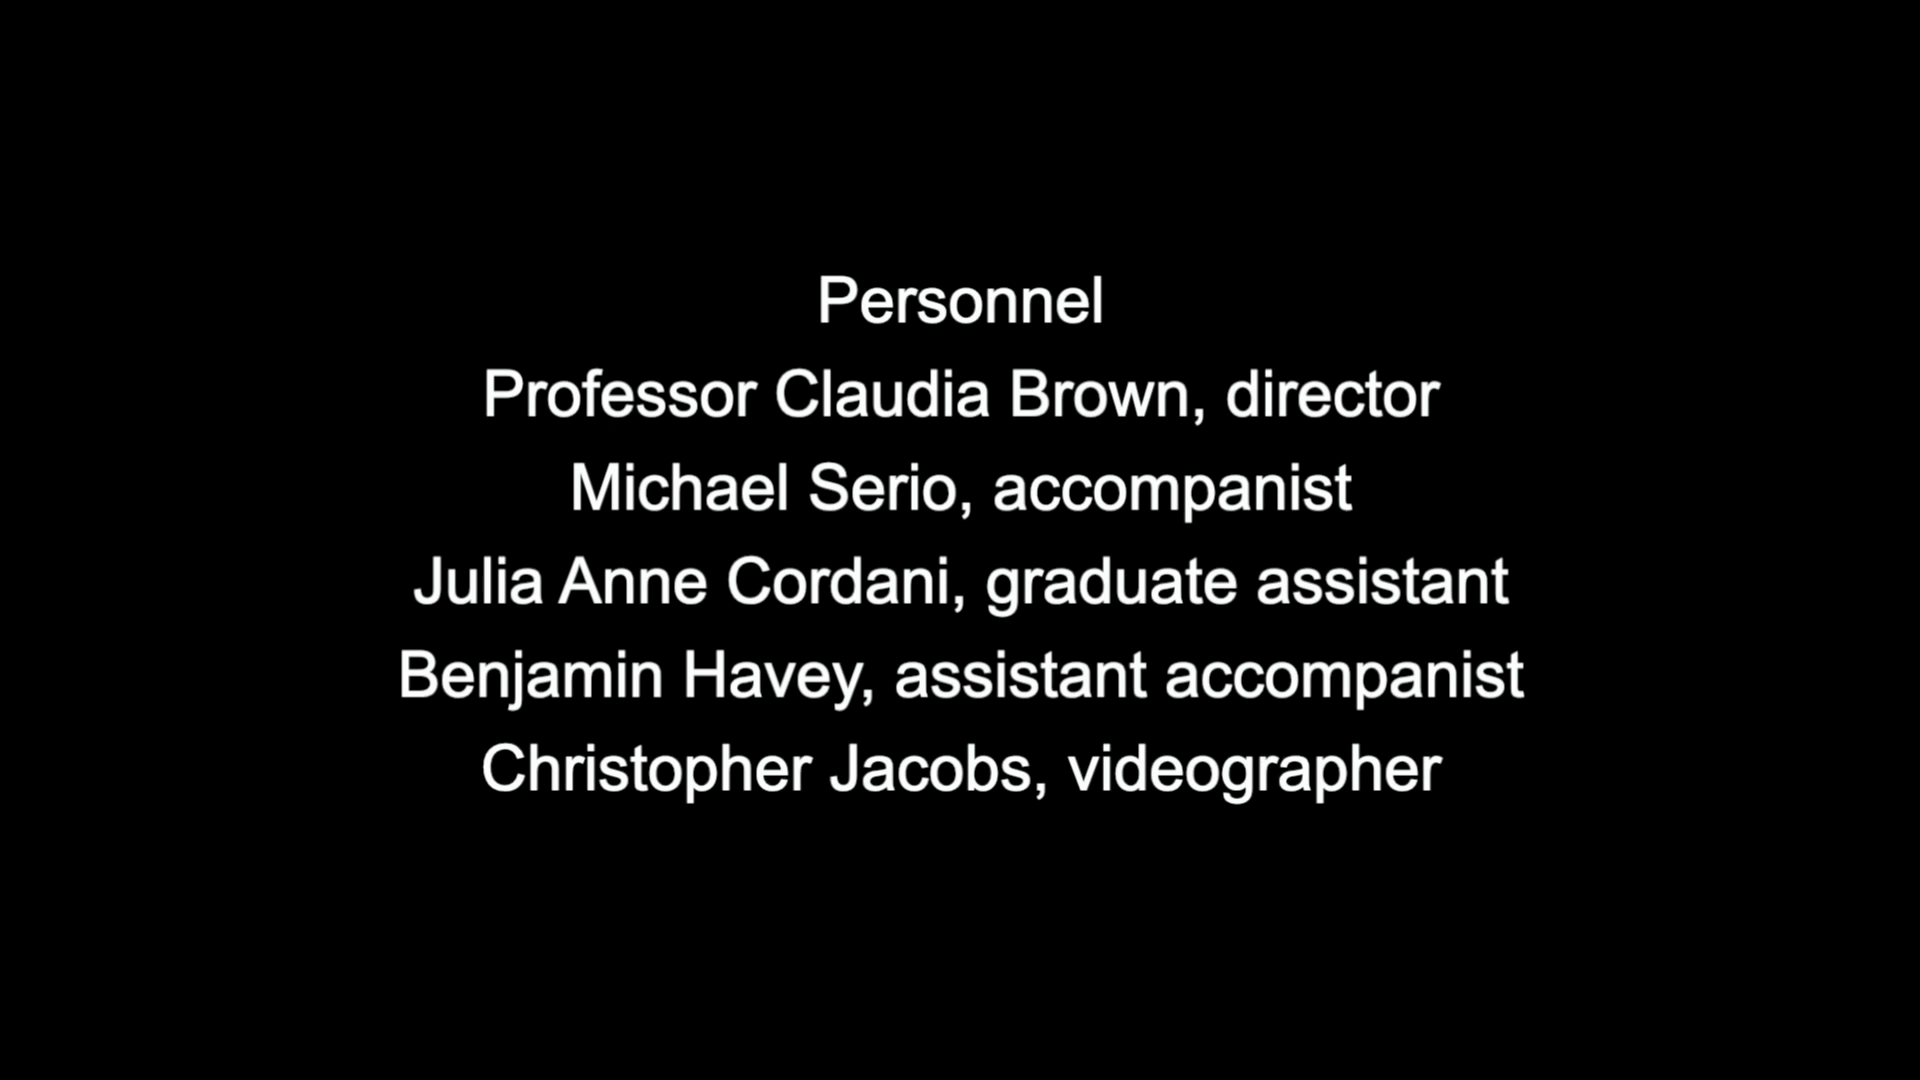 Personnel
Professor Claudia Brown, director
Michael Serio, accompanist
Julia Anne Cordani, graduate assistant
Benjamin Havey, assistant accompanist
Christopher Jacobs, videographer